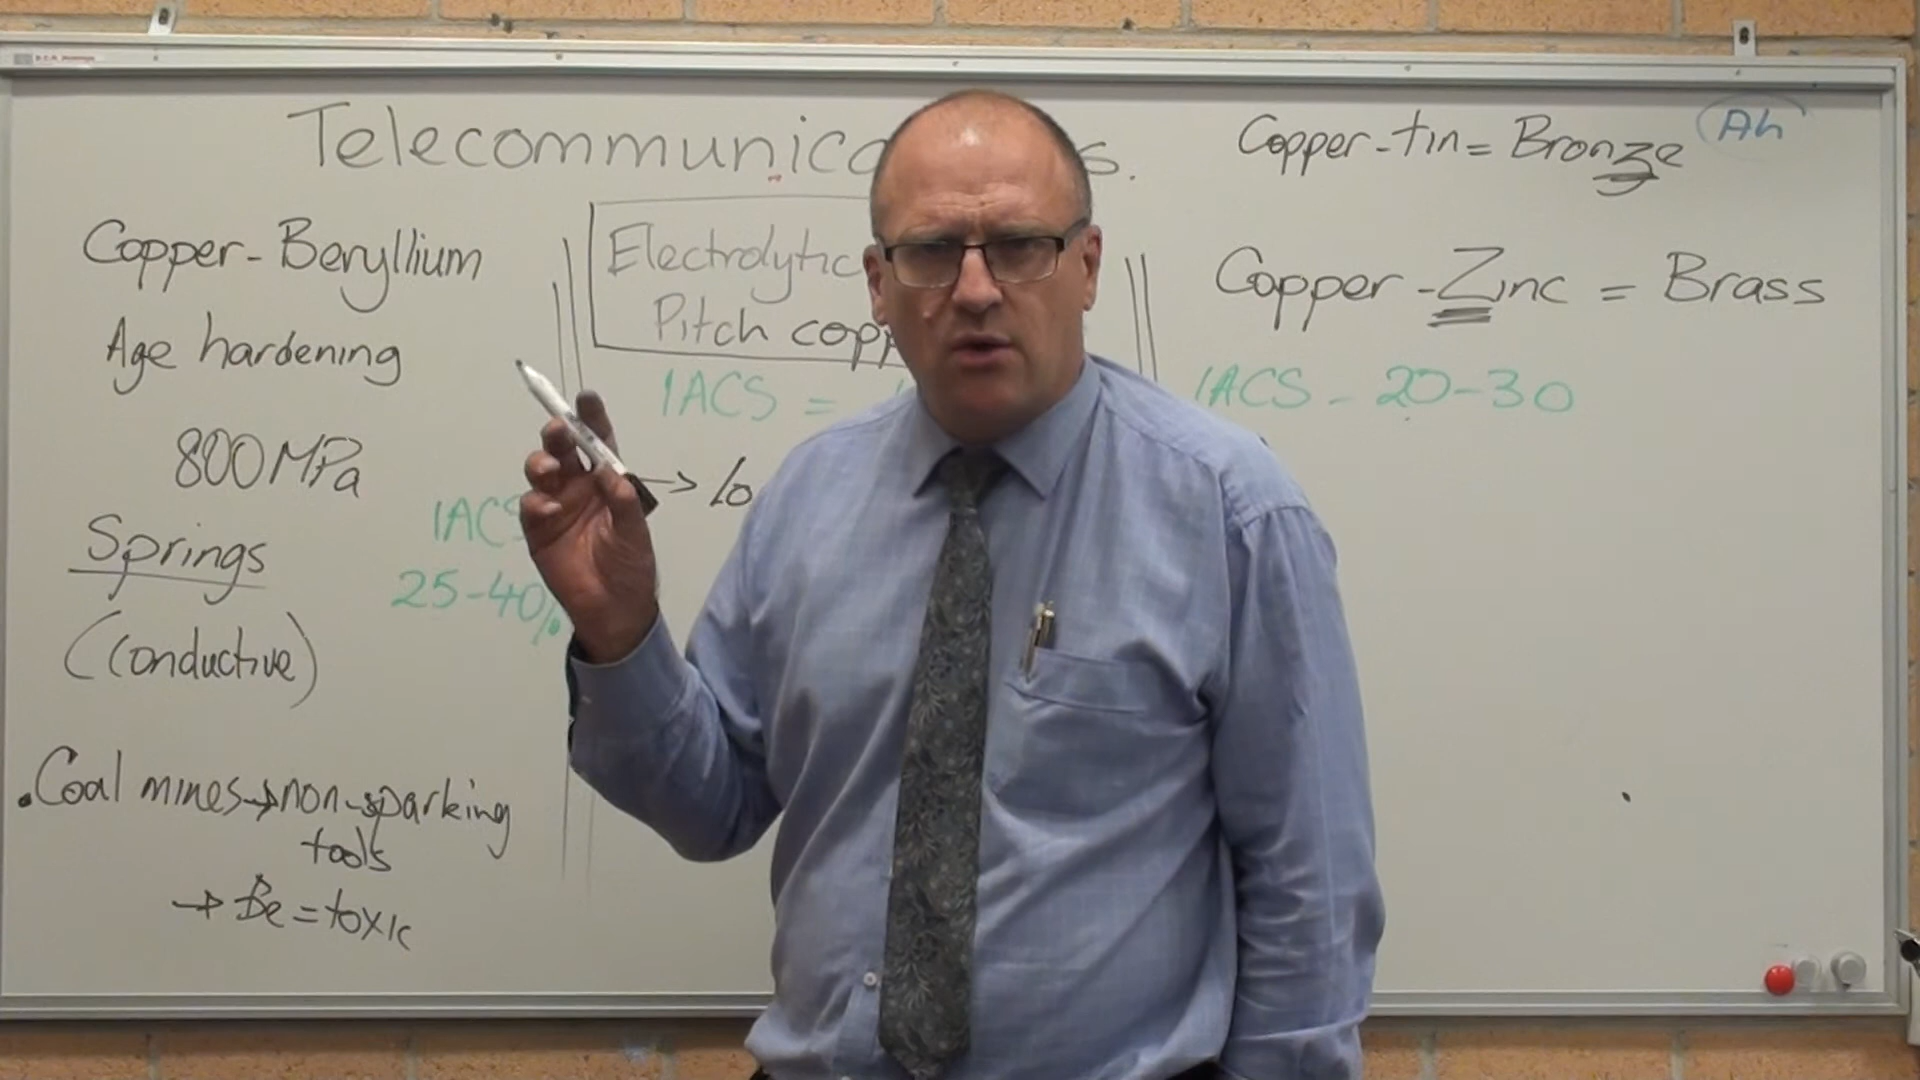 Telecommunic s.
Copper-Beryllium
Age hardening
800 MPa
Springs
(conductive)
IACS
25-40%
.Coal mines→non-sparking
tools
→ Be = toxic
Electrolytic
Pitch copp
IACS =
→ lo
Copper-tin = Bronze
Ah
Copper-Zinc = Brass
IACS - 20-30